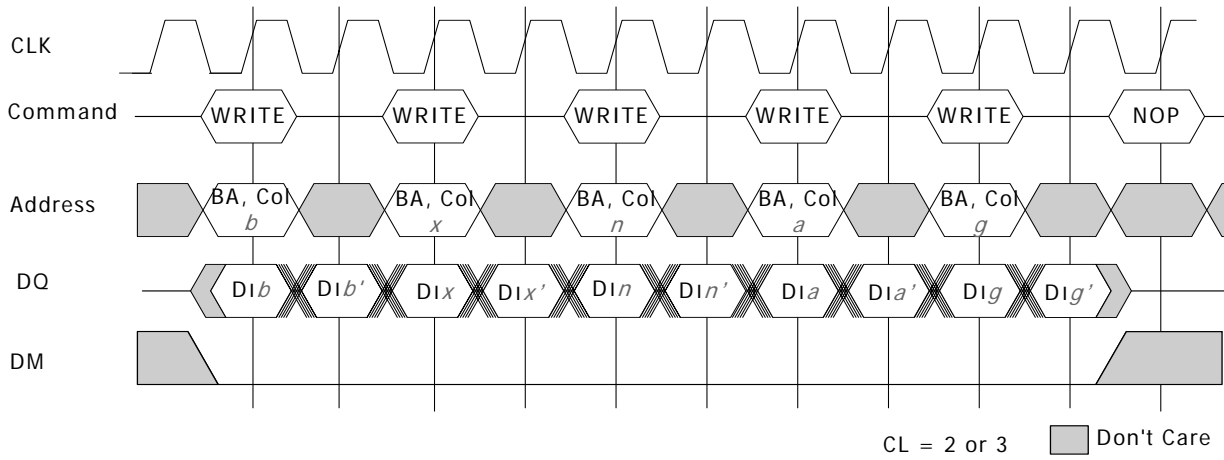 CLK
Command WRITE WRITE WRITE WRITE WRITE NOP
Address BA, Col BA, Col BA, Col BA, Col BA, Col
b x n a g
DQ DIb DIb' DIx DIx' DIn DIn' DIa DIa' DIg DIg'
DM
CL = 2 or 3 Don't Care